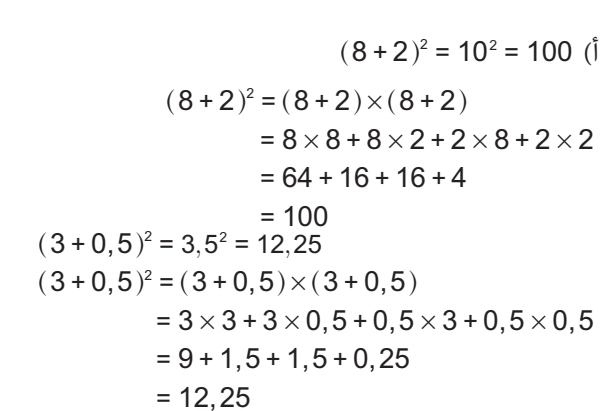 أ) (8 + 2)² = 10² = 100
(8 + 2)² = (8 + 2) × (8 + 2)
= 8 × 8 + 8 × 2 + 2 × 8 + 2 × 2
= 64 + 16 + 16 + 4
= 100
(3 + 0,5)² = 3,5² = 12,25
(3 + 0,5)² = (3 + 0,5) × (3 + 0,5)
= 3 × 3 + 3 × 0,5 + 0,5 × 3 + 0,5 × 0,5
= 9 + 1,5 + 1,5 + 0,25
= 12,25